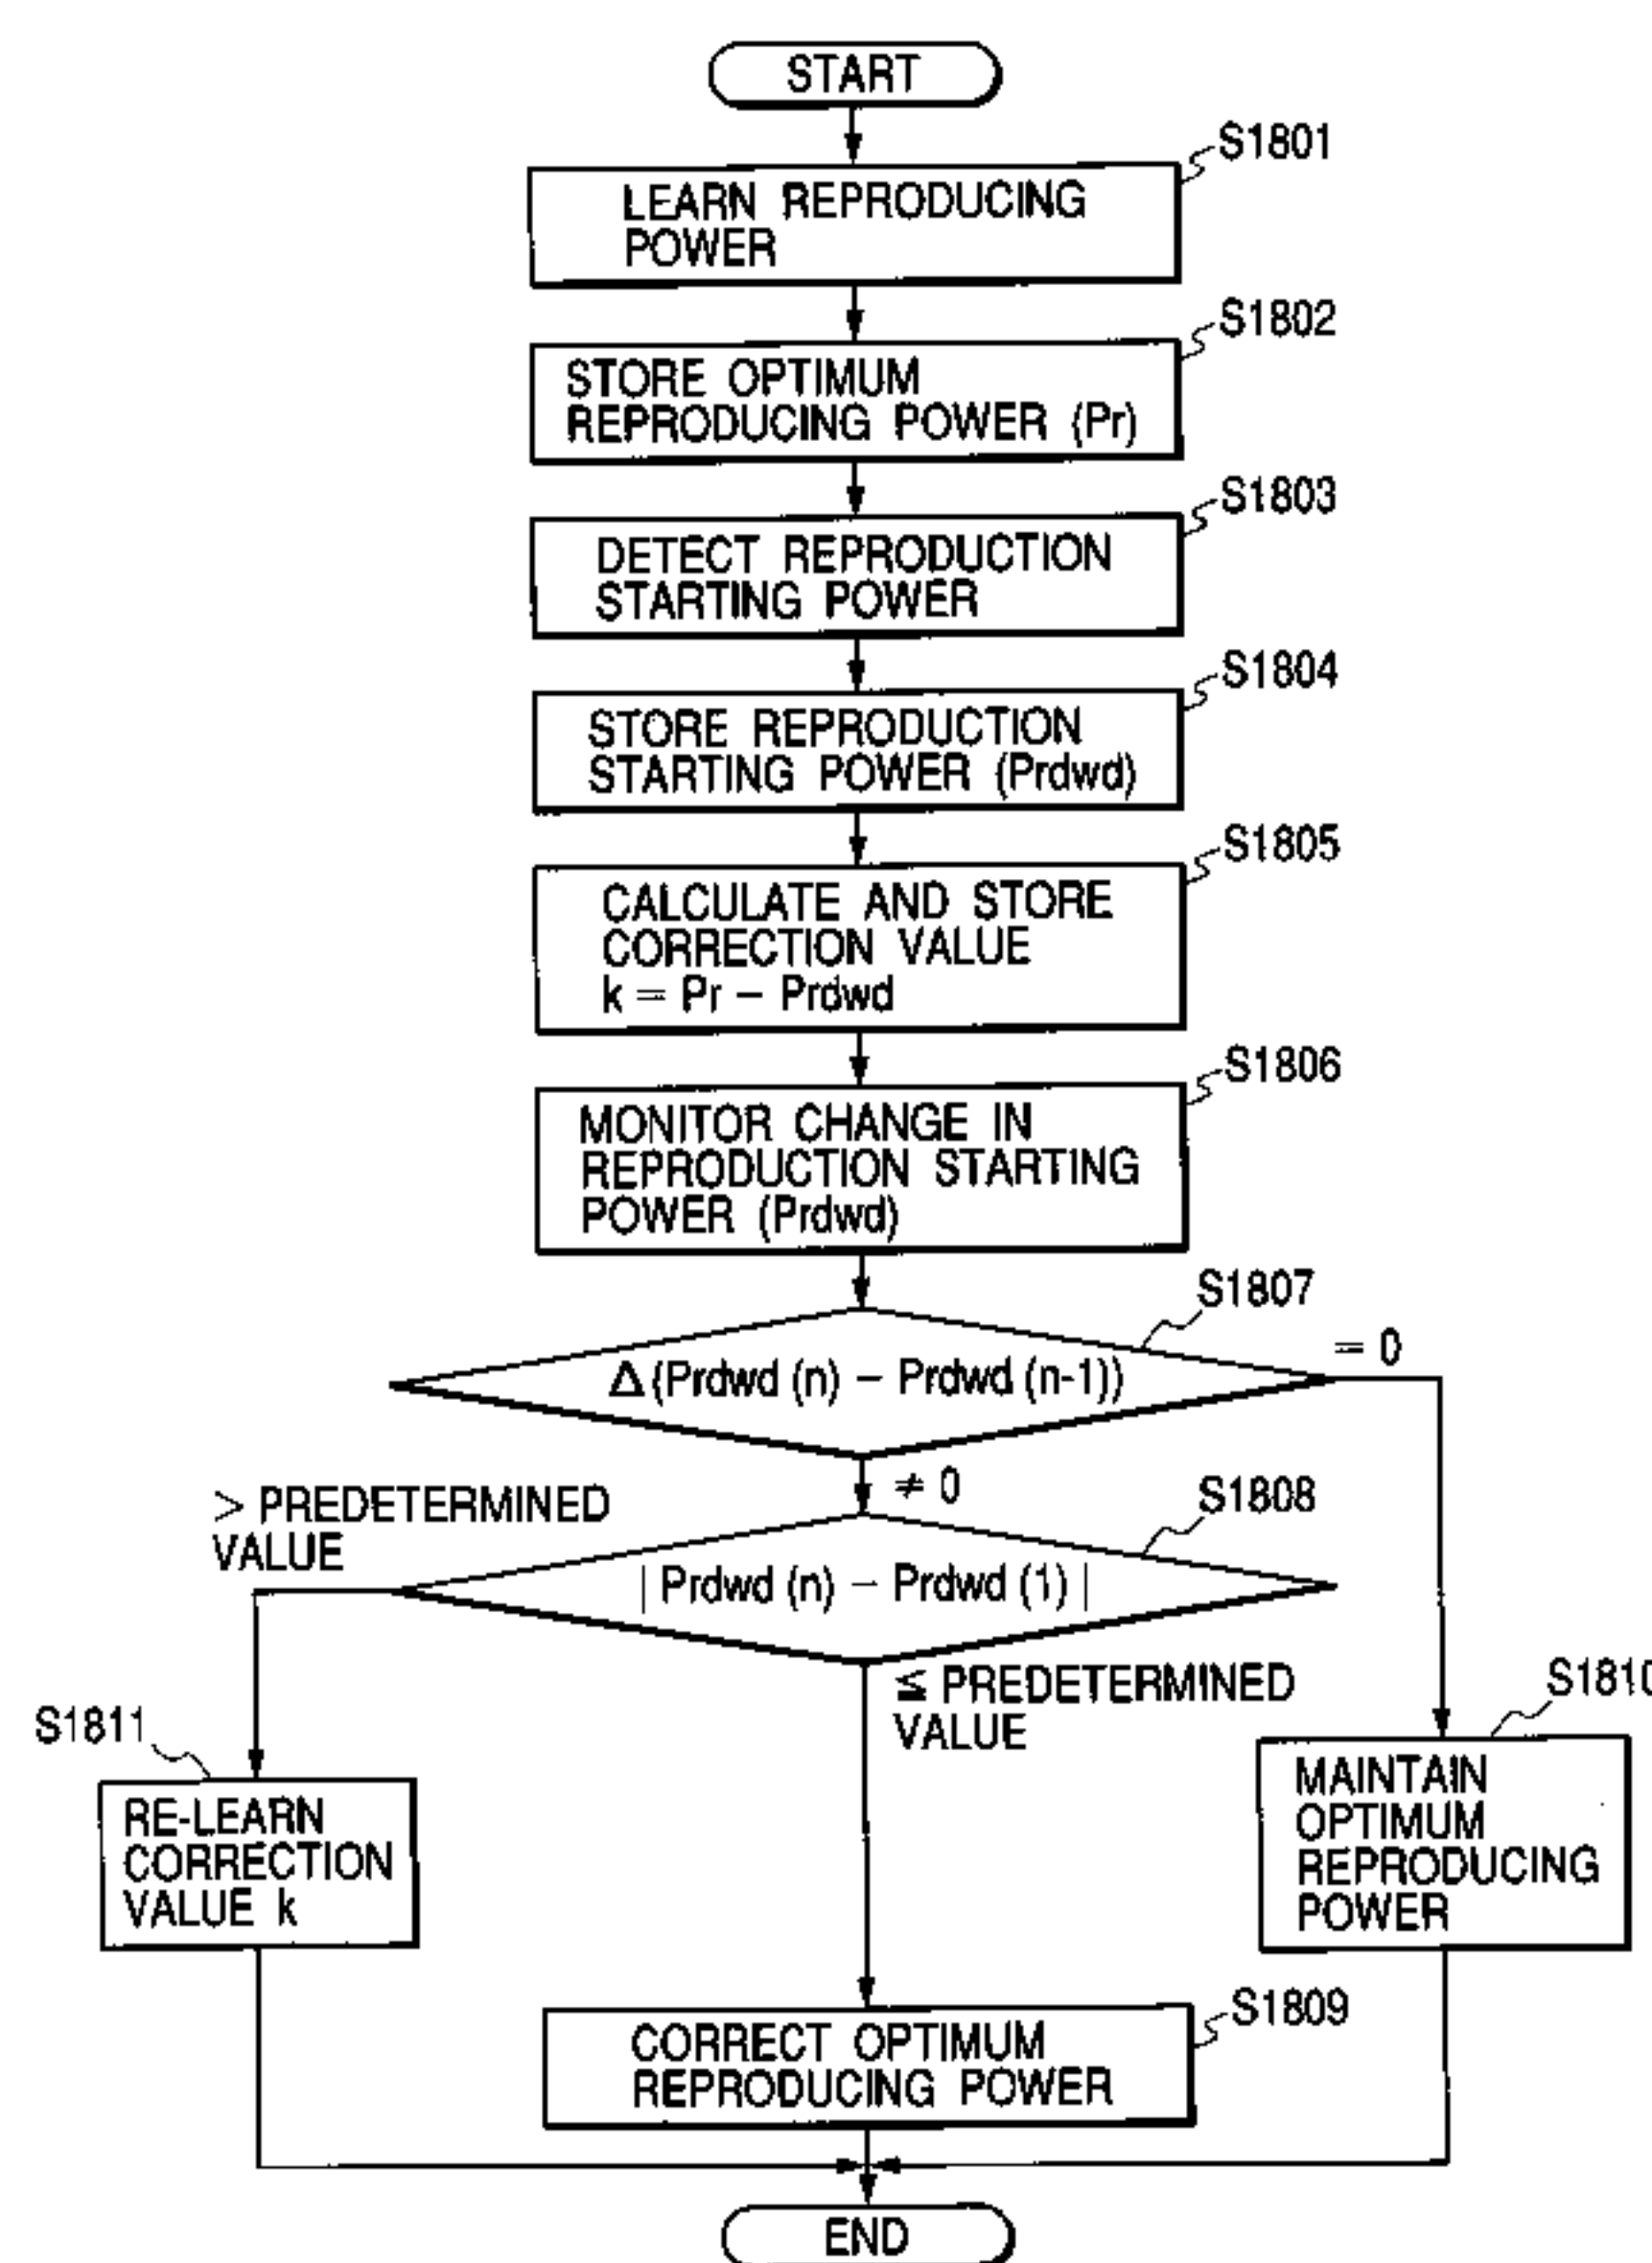 START
S1801
LEARN REPRODUCING
POWER
S1802
STORE OPTIMUM
REPRODUCING POWER (Pr)
S1803
DETECT REPRODUCTION
STARTING POWER
S1804
STORE REPRODUCTION
STARTING POWER (Prdwd)
S1805
CALCULATE AND STORE
CORRECTION VALUE
k = Pr − Prdwd
S1806
MONITOR CHANGE IN
REPRODUCTION STARTING
POWER (Prdwd)
S1807
= 0
Δ (Prdwd (n) − Prdwd (n-1))
≠ 0
> PREDETERMINED
VALUE
S1808
| Prdwd (n) − Prdwd (1) |
≦ PREDETERMINED
VALUE
S1810
S1811
MAINTAIN
OPTIMUM
REPRODUCING
POWER
RE-LEARN
CORRECTION
VALUE k
S1809
CORRECT OPTIMUM
REPRODUCING POWER
END